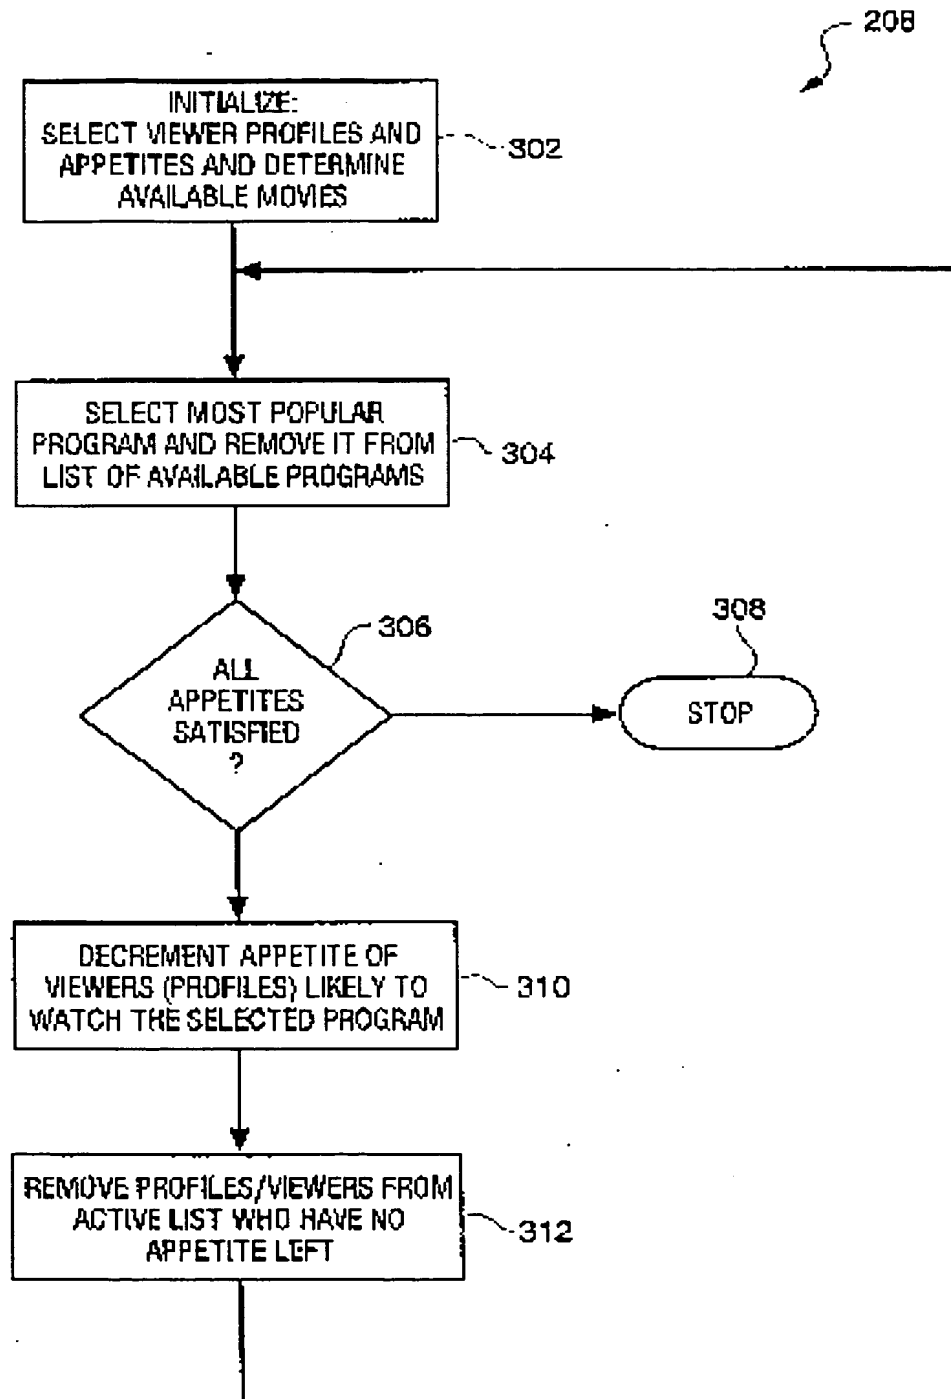 208
INITIALIZE:
SELECT VIEWER PROFILES AND
APPETITES AND DETERMINE
AVAILABLE MOVIES
302
SELECT MOST POPULAR
PROGRAM AND REMOVE IT FROM
LIST OF AVAILABLE PROGRAMS
304
306
ALL
APPETITES
SATISFIED
?
308
STOP
DECREMENT APPETITE OF
VIEWERS (PROFILES) LIKELY TO
WATCH THE SELECTED PROGRAM
310
REMOVE PROFILES/VIEWERS FROM
ACTIVE LIST WHO HAVE NO
APPETITE LEFT
312